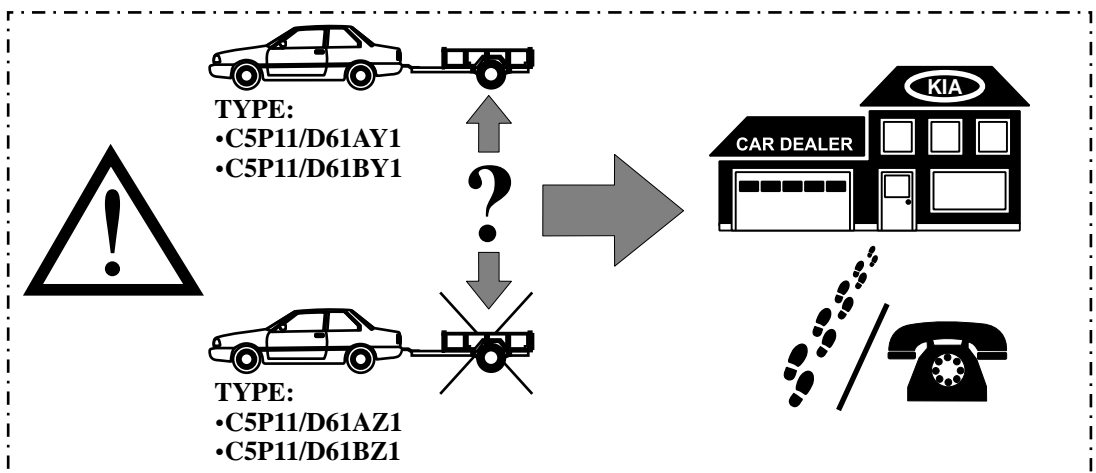 TYPE:
•C5P11/D61AY1
•C5P11/D61BY1
?
!
KIA
CAR DEALER
TYPE:
•C5P11/D61AZ1
•C5P11/D61BZ1